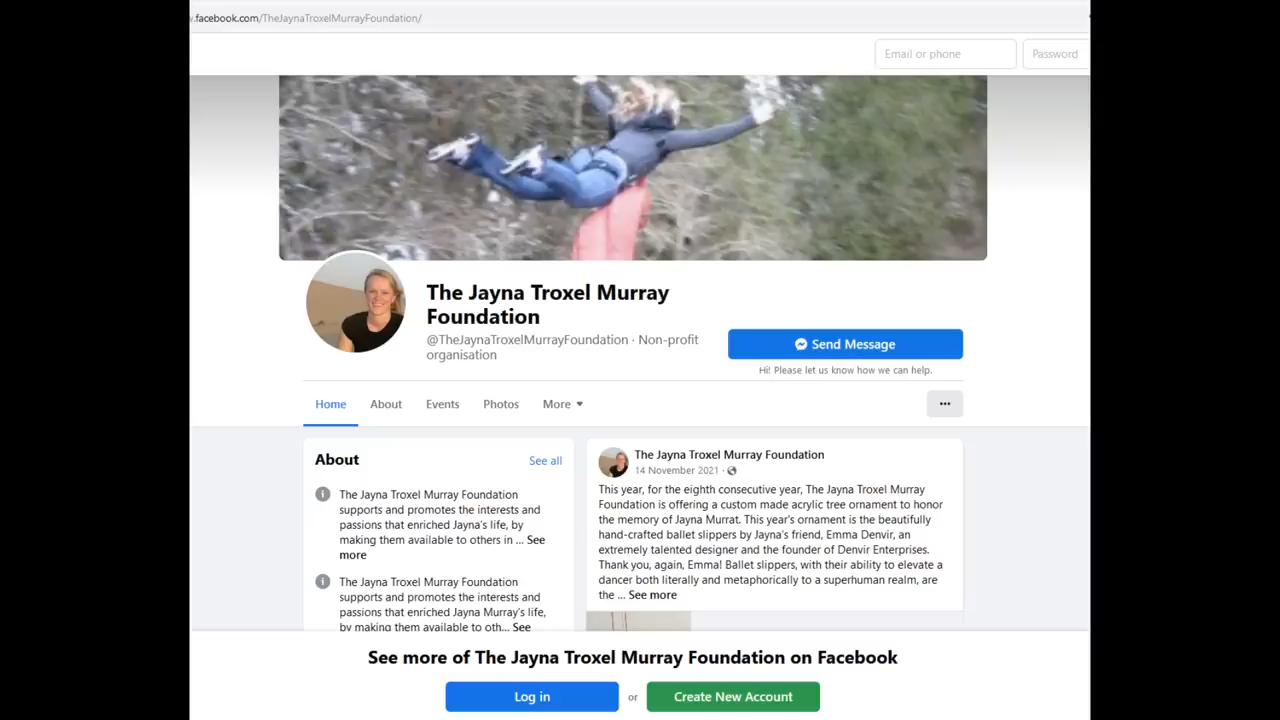 .facebook.com/TheJaynaTroxelMurrayFoundation/
Email or phone
Password
The Jayna Troxel Murray
Foundation
@TheJaynaTroxelMurrayFoundation · Non-profit
organisation
Send Message
Hi! Please let us know how we can help.
Home
About
Events
Photos
More
About
See all
The Jayna Troxel Murray Foundation
supports and promotes the interests and
passions that enriched Jayna's life, by
making them available to others in ... See
more
The Jayna Troxel Murray Foundation
supports and promotes the interests and
passions that enriched Jayna Murray's life,
by making them available to oth... See
The Jayna Troxel Murray Foundation
14 November 2021 ·
This year, for the eighth consecutive year, The Jayna Troxel Murray
Foundation is offering a custom made acrylic tree ornament to honor
the memory of Jayna Murrat. This year's ornament is the beautifully
hand-crafted ballet slippers by Jayna's friend, Emma Denvir, an
extremely talented designer and the founder of Denvir Enterprises.
Thank you, again, Emma! Ballet slippers, with their ability to elevate a
dancer both literally and metaphorically to a superhuman realm, are
the ... See more
See more of The Jayna Troxel Murray Foundation on Facebook
Log in
or
Create New Account